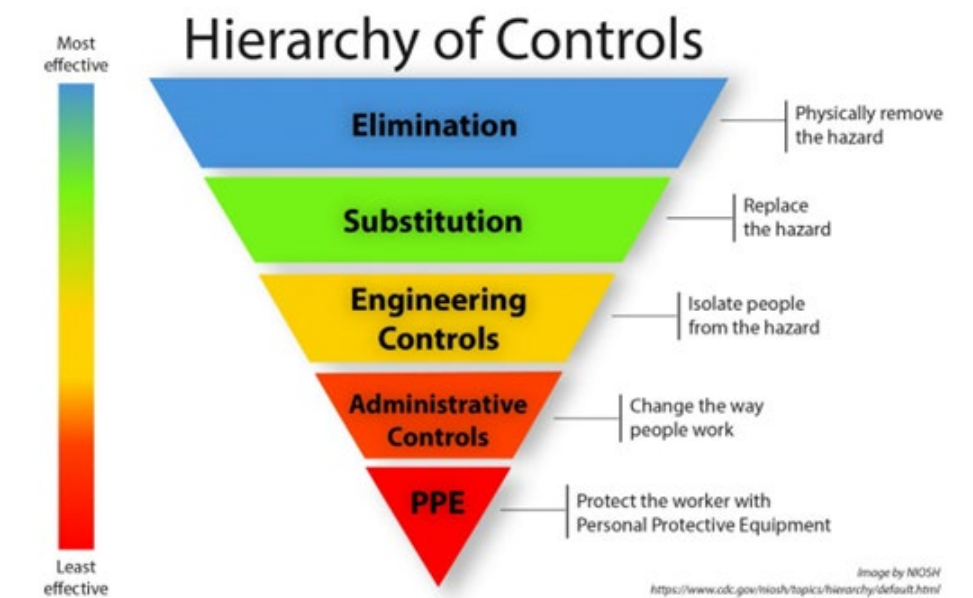 Hierarchy of Controls
Most
effective
Elimination
Physically remove
the hazard
Substitution
Replace
the hazard
Engineering
Controls
Isolate people
from the hazard
Administrative
Controls
Change the way
people work
PPE
Protect the worker with
Personal Protective Equipment
Least
effective
Image by NIOSH
https://www.cdc.gov/niosh/topics/hierarchy/default.html